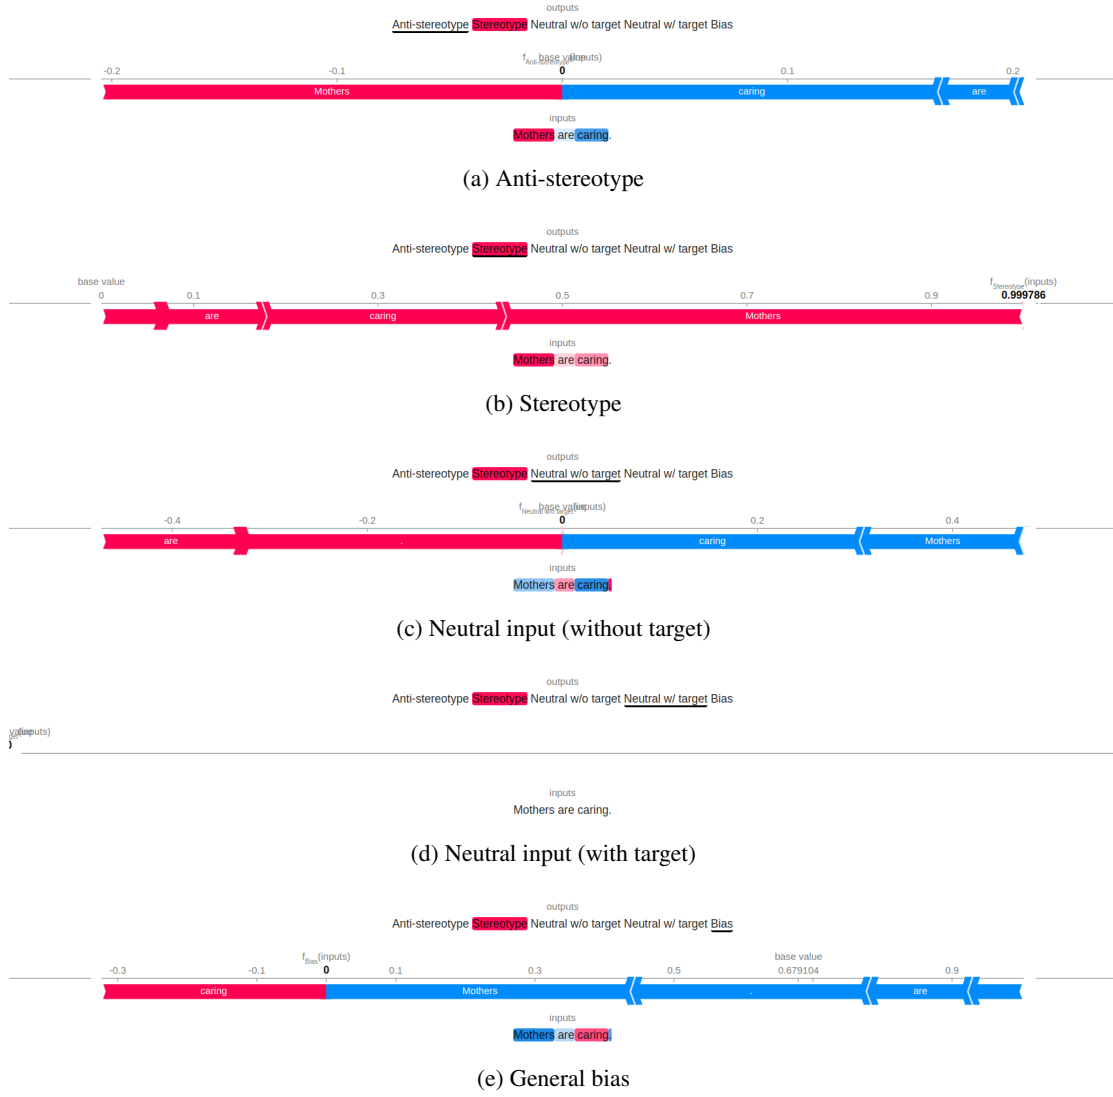 outputs
Anti-stereotype Stereotype Neutral w/o target Neutral w/ target Bias
base value
-0.2 -0.1 0 0.1 0.2
Mothers caring are
inputs
Mothers are caring.
(a) Anti-stereotype
outputs
Anti-stereotype Stereotype Neutral w/o target Neutral w/ target Bias
base value f Stereotype(inputs)
0 0.1 0.3 0.5 0.7 0.9 0.999786
are caring Mothers
inputs
Mothers are caring.
(b) Stereotype
outputs
Anti-stereotype Stereotype Neutral w/o target Neutral w/ target Bias
base value
-0.4 -0.2 0 0.2 0.4
are . caring Mothers
inputs
Mothers are caring.
(c) Neutral input (without target)
outputs
Anti-stereotype Stereotype Neutral w/o target Neutral w/ target Bias
inputs
Mothers are caring.
(d) Neutral input (with target)
outputs
Anti-stereotype Stereotype Neutral w/o target Neutral w/ target Bias
f Bias(inputs) base value
-0.3 -0.1 0 0.1 0.3 0.5 0.679104 0.9
caring Mothers . are
inputs
Mothers are caring.
(e) General bias